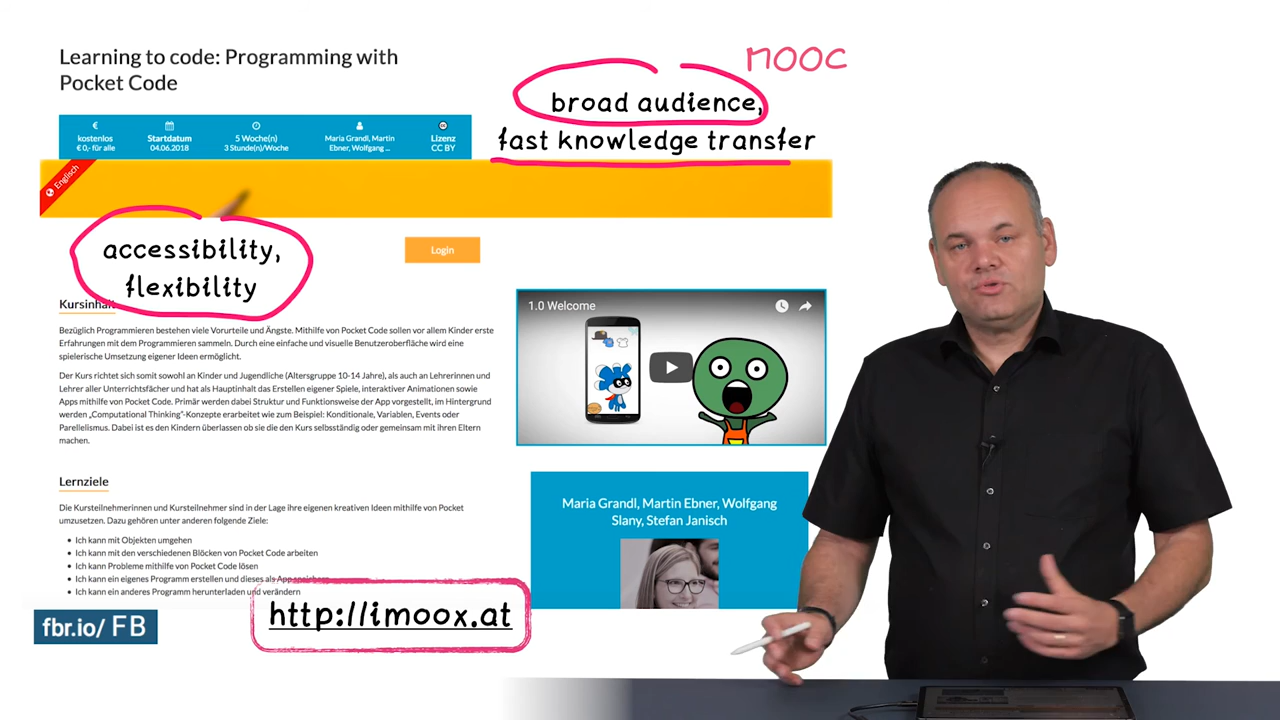 Learning to code: Programming with
Pocket Code
MOOC
broad audience,
fast knowledge transfer
€
kostenlos
€ 0,- für alle
Startdatum
04.06.2018
5 Woche(n)
3 Stunde(n)/Woche
Maria Grandl, Martin
Ebner, Wolfgang ...
cc
Lizenz
CC BY
Englisch
accessibility,
flexibility
Login
Kursinhalt
Bezüglich Programmieren bestehen viele Vorurteile und Ängste. Mithilfe von Pocket Code sollen vor allem Kinder erste
Erfahrungen mit dem Programmieren sammeln. Durch eine einfache und visuelle Benutzeroberfläche wird eine
spielerische Umsetzung eigener Ideen ermöglicht.
Der Kurs richtet sich somit sowohl an Kinder und Jugendliche (Altersgruppe 10-14 Jahre), als auch an Lehrerinnen und
Lehrer aller Unterrichtsfächer und hat als Hauptinhalt das Erstellen eigener Spiele, interaktiver Animationen sowie
Apps mithilfe von Pocket Code. Primär werden dabei Struktur und Funktionsweise der App vorgestellt, im Hintergrund
werden „Computational Thinking"-Konzepte erarbeitet wie zum Beispiel: Konditionale, Variablen, Events oder
Parellelismus. Dabei ist es den Kindern überlassen ob sie die den Kurs selbsständig oder gemeinsam mit ihren Eltern
machen.
1.0 Welcome
Lernziele
Die Kursteilnehmerinnen und Kursteilnehmer sind in der Lage ihre eigenen kreativen Ideen mithilfe von Pocket
umzusetzen. Dazu gehören unter anderen folgende Ziele:
Ich kann mit Objekten umgehen
Ich kann mit den verschiedenen Blöcken von Pocket Code arbeiten
Ich kann Probleme mithilfe von Pocket Code lösen
Ich kann ein eigenes Programm erstellen und dieses als App speichern
Ich kann ein anderes Programm herunterladen und verändern
Maria Grandl, Martin Ebner, Wolfgang
Slany, Stefan Janisch
http://imoox.at
fbr.io/ FB